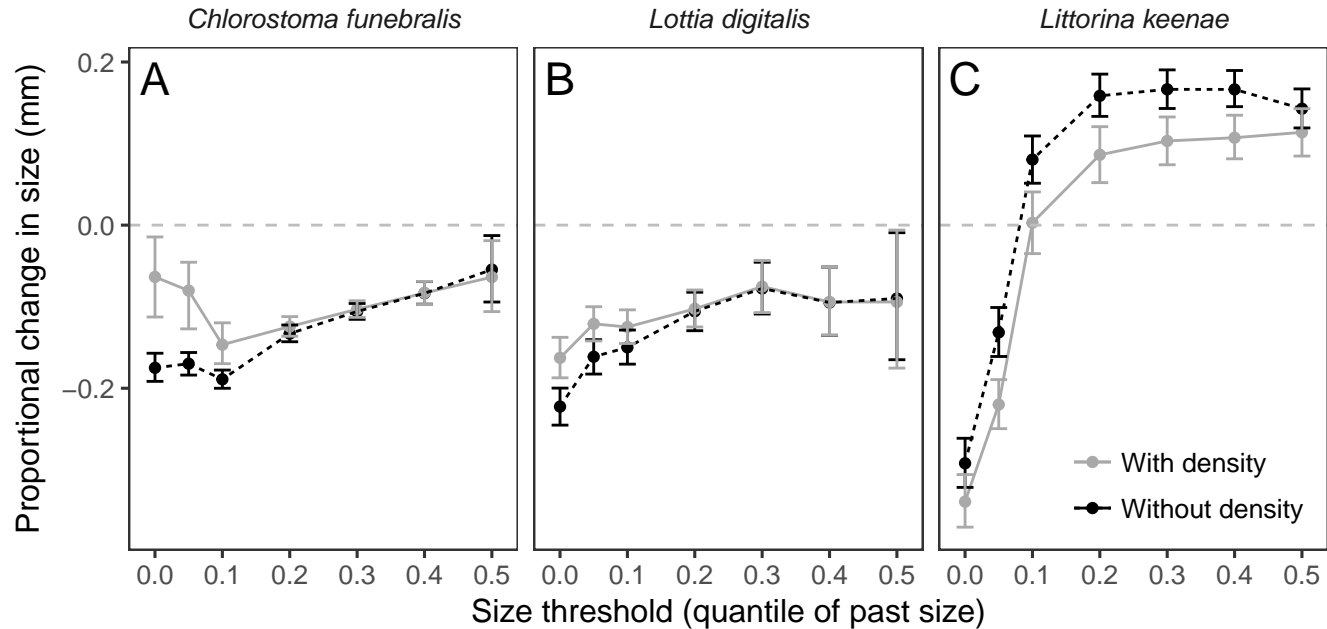 Chlorostoma funebralis
Lottia digitalis
Littorina keenae
Proportional change in size (mm)
0.2
0.0
−0.2
A
B
C
With density
Without density
0.0 0.1 0.2 0.3 0.4 0.5
0.0 0.1 0.2 0.3 0.4 0.5
0.0 0.1 0.2 0.3 0.4 0.5
Size threshold (quantile of past size)